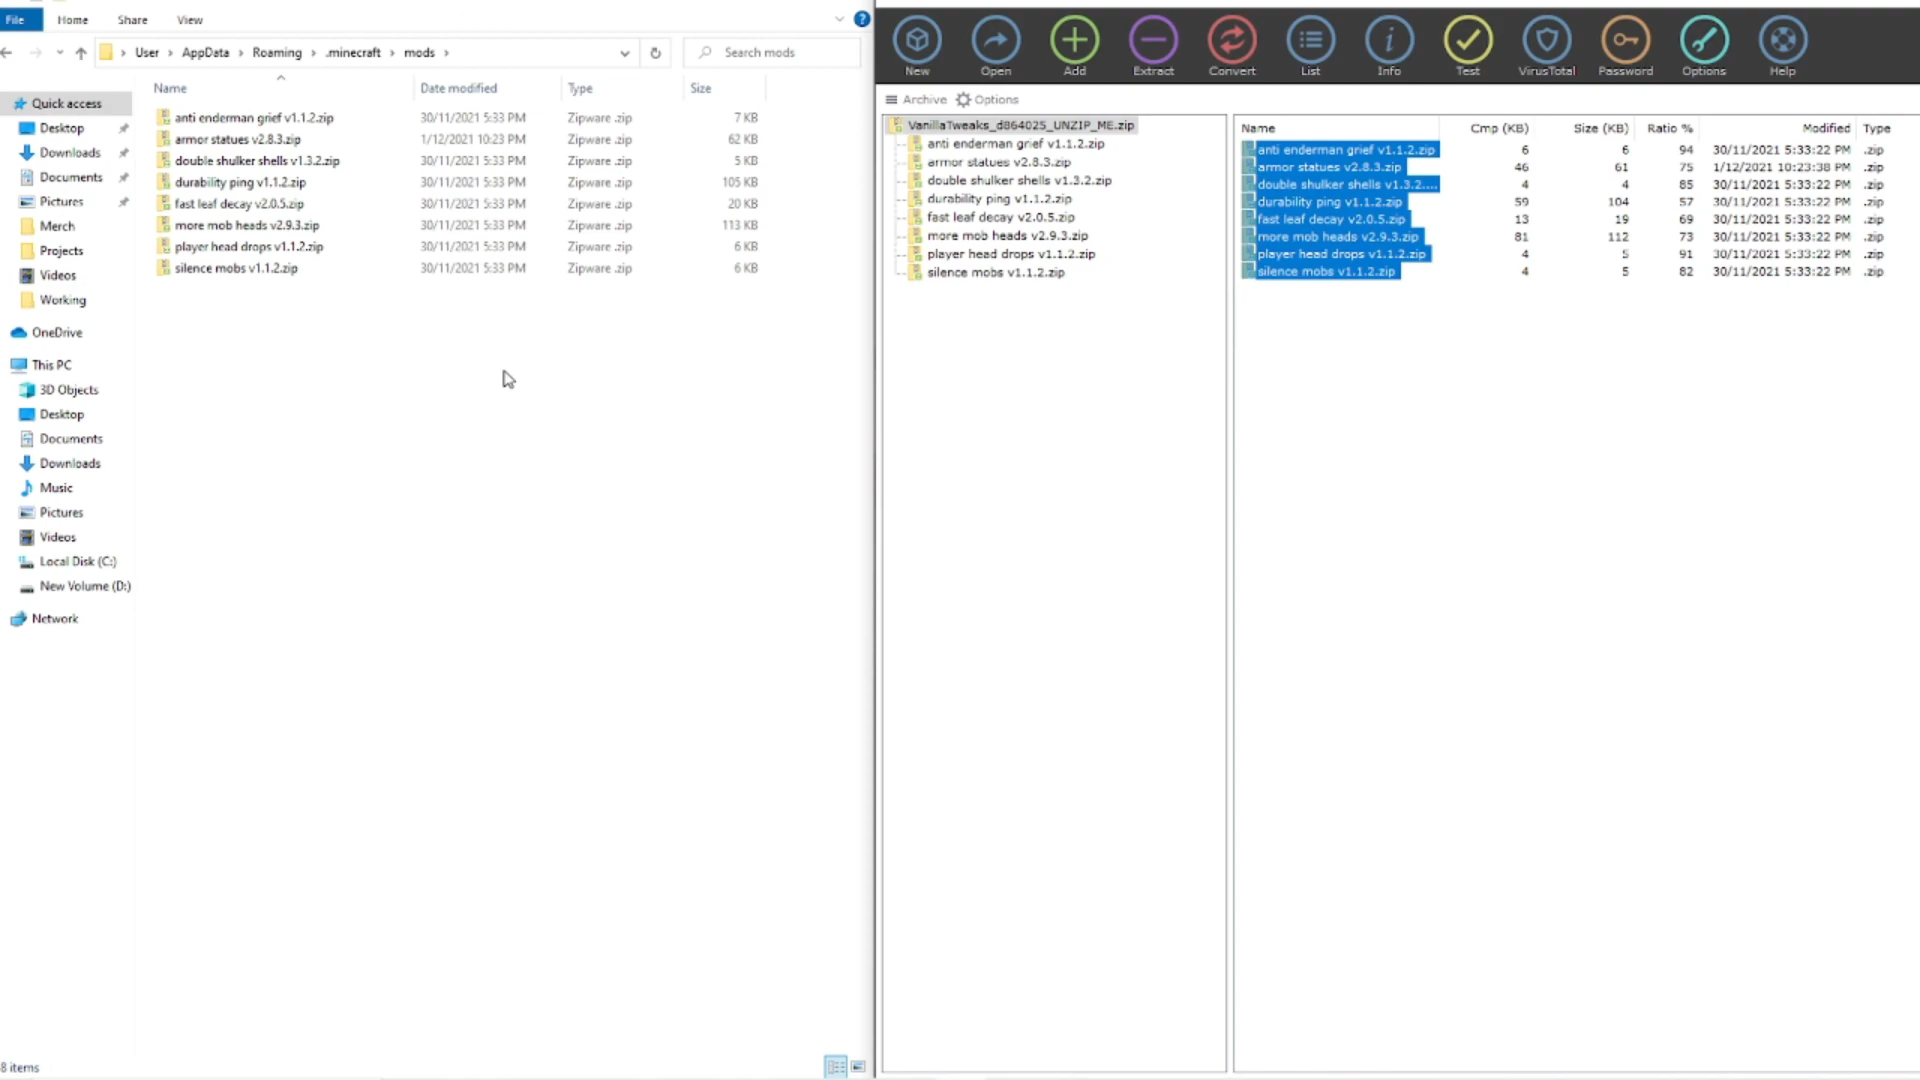 File Home Share View
User AppData Roaming .minecraft mods Search mods
Name Date modified Type Size
Quick access
Desktop
Downloads
Documents
Pictures
Merch
Projects
Videos
Working
OneDrive
This PC
3D Objects
Desktop
Documents
Downloads
Music
Pictures
Videos
Local Disk (C:)
New Volume (D:)
Network
anti enderman grief v1.1.2.zip 30/11/2021 5:33 PM Zipware .zip 7 KB
armor statues v2.8.3.zip 1/12/2021 10:23 PM Zipware .zip 62 KB
double shulker shells v1.3.2.zip 30/11/2021 5:33 PM Zipware .zip 5 KB
durability ping v1.1.2.zip 30/11/2021 5:33 PM Zipware .zip 105 KB
fast leaf decay v2.0.5.zip 30/11/2021 5:33 PM Zipware .zip 20 KB
more mob heads v2.9.3.zip 30/11/2021 5:33 PM Zipware .zip 113 KB
player head drops v1.1.2.zip 30/11/2021 5:33 PM Zipware .zip 6 KB
silence mobs v1.1.2.zip 30/11/2021 5:33 PM Zipware .zip 6 KB
8 items
New Open Add Extract Convert List Info Test VirusTotal Password Options Help
Archive Options
VanillaTweaks_d864025_UNZIP_ME.zip
anti enderman grief v1.1.2.zip
armor statues v2.8.3.zip
double shulker shells v1.3.2.zip
durability ping v1.1.2.zip
fast leaf decay v2.0.5.zip
more mob heads v2.9.3.zip
player head drops v1.1.2.zip
silence mobs v1.1.2.zip
Name Cmp (KB) Size (KB) Ratio % Modified Type
anti enderman grief v1.1.2.zip 6 6 94 30/11/2021 5:33:22 PM .zip
armor statues v2.8.3.zip 46 61 75 1/12/2021 10:23:38 PM .zip
double shulker shells v1.3.2.... 4 4 85 30/11/2021 5:33:22 PM .zip
durability ping v1.1.2.zip 59 104 57 30/11/2021 5:33:22 PM .zip
fast leaf decay v2.0.5.zip 13 19 69 30/11/2021 5:33:22 PM .zip
more mob heads v2.9.3.zip 81 112 73 30/11/2021 5:33:22 PM .zip
player head drops v1.1.2.zip 4 5 91 30/11/2021 5:33:22 PM .zip
silence mobs v1.1.2.zip 4 5 82 30/11/2021 5:33:22 PM .zip